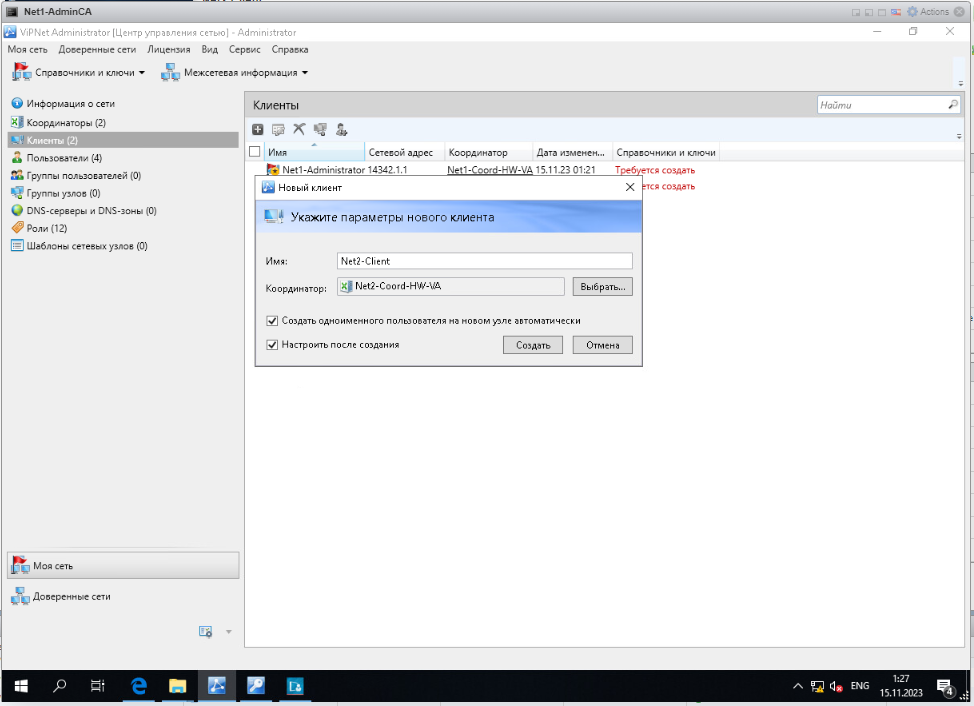 Net1-AdminCA
Actions
ViPNet Administrator [Центр управления сетью] - Administrator
Моя сеть Доверенные сети Лицензия Вид Сервис Справка
Справочники и ключи Межсетевая информация
Информация о сети
Координаторы (2)
Клиенты (2)
Пользователи (4)
Группы пользователей (0)
Группы узлов (0)
DNS-серверы и DNS-зоны (0)
Роли (12)
Шаблоны сетевых узлов (0)
Клиенты
Найти
Имя Сетевой адрес Координатор Дата изменен... Справочники и ключи
Net1-Administrator 14342.1.1 Net1-Coord-HW-VA 15.11.23 01:21 Требуется создать
ется создать
Новый клиент
Укажите параметры нового клиента
Имя: Net2-Client
Координатор: Net2-Coord-HW-VA Выбрать...
Создать одноименного пользователя на новом узле автоматически
Настроить после создания Создать Отмена
Моя сеть
Доверенные сети
ENG
1:27
15.11.2023
4